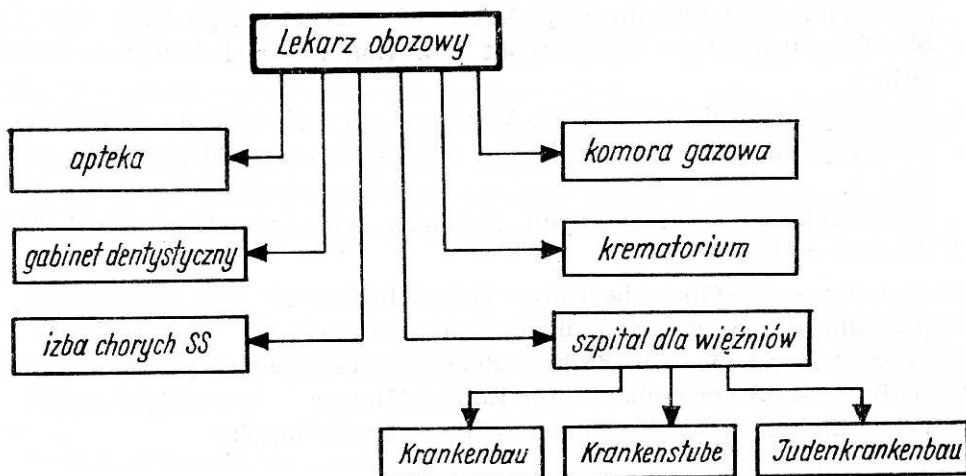 Lekarz obozowy
apteka
komora gazowa
gabinet dentystyczny
krematorium
izba chorych SS
szpital dla więźniów
Krankenbau
Krankenstube
Judenkrankenbau